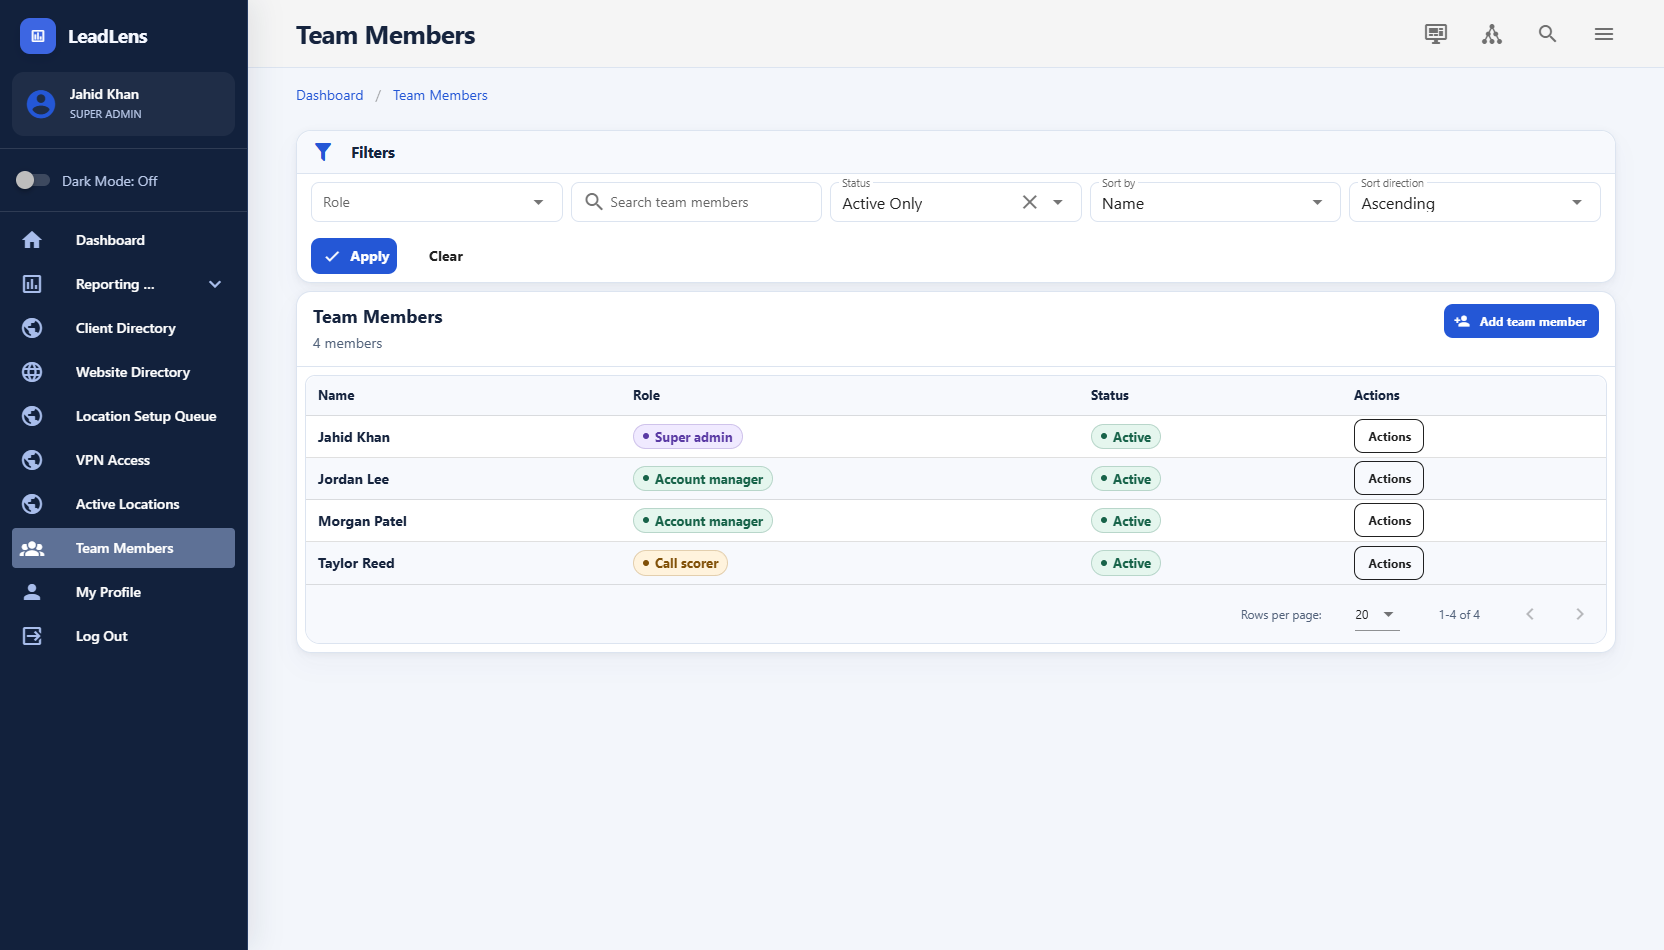 LeadLens
Jahid Khan
SUPER ADMIN
Dark Mode: Off
Dashboard
Reporting ...
Client Directory
Website Directory
Location Setup Queue
VPN Access
Active Locations
Team Members
My Profile
Log Out
Team Members
Dashboard / Team Members
Filters
Role
Search team members
Status
Active Only
Sort by
Name
Sort direction
Ascending
Apply
Clear
Team Members
4 members
Add team member
Name Role Status Actions
Jahid Khan Super admin Active Actions
Jordan Lee Account manager Active Actions
Morgan Patel Account manager Active Actions
Taylor Reed Call scorer Active Actions
Rows per page: 20 1-4 of 4